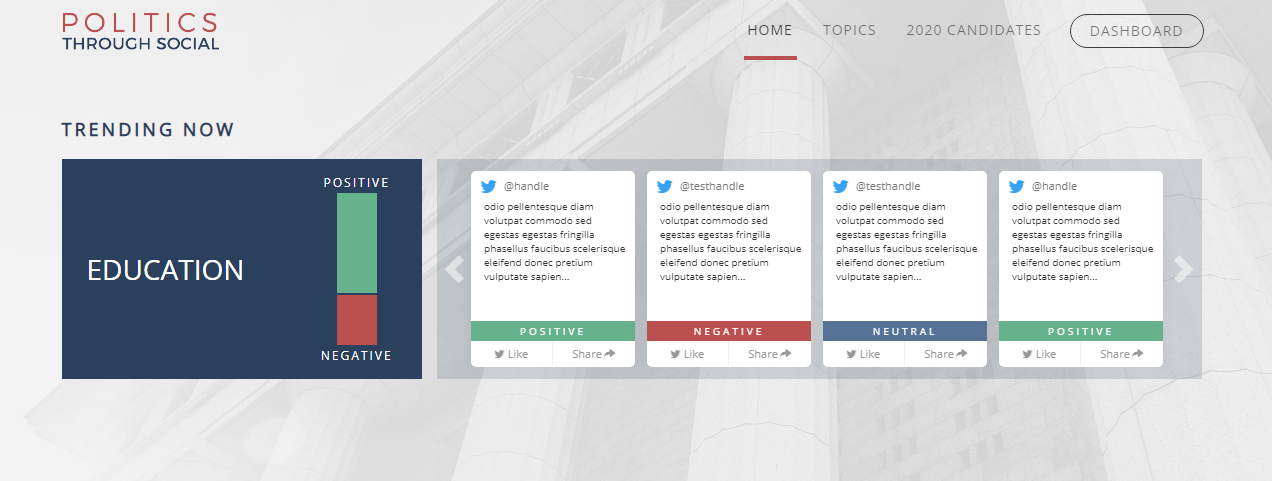 POLITICS
THROUGH SOCIAL
HOME
TOPICS
2020 CANDIDATES
DASHBOARD
TRENDING NOW
EDUCATION
POSITIVE
NEGATIVE
@handle
odio pellentesque diam
volutpat commodo sed
egestas egestas fringilla
phasellus faucibus scelerisque
eleifend donec pretium
vulputate sapien...
POSITIVE
Like
Share
@testhandle
odio pellentesque diam
volutpat commodo sed
egestas egestas fringilla
phasellus faucibus scelerisque
eleifend donec pretium
vulputate sapien...
NEGATIVE
Like
Share
@testhandle
odio pellentesque diam
volutpat commodo sed
egestas egestas fringilla
phasellus faucibus scelerisque
eleifend donec pretium
vulputate sapien...
NEUTRAL
Like
Share
@handle
odio pellentesque diam
volutpat commodo sed
egestas egestas fringilla
phasellus faucibus scelerisque
eleifend donec pretium
vulputate sapien...
POSITIVE
Like
Share